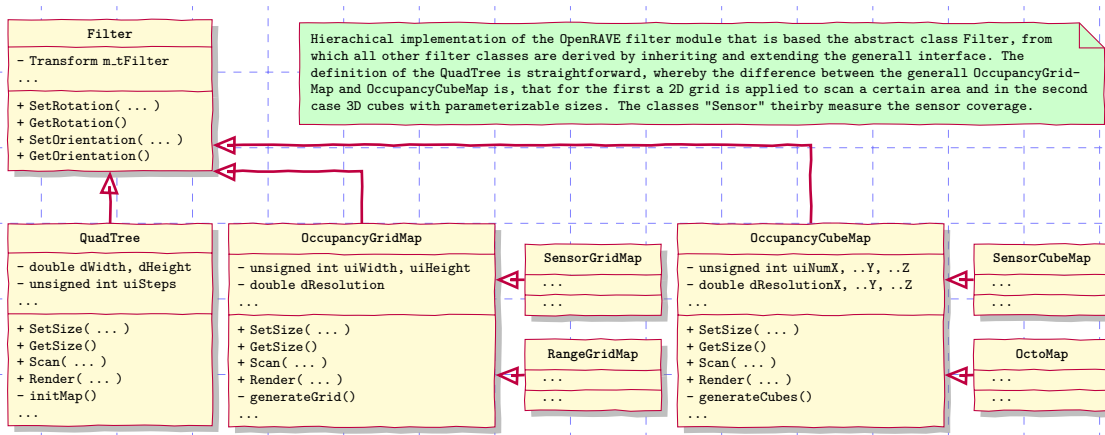 Filter
- Transform m_tFilter
...
+ SetRotation( ... )
+ GetRotation()
+ SetOrientation( ... )
+ GetOrientation()
Hierachical implementation of the OpenRAVE filter module that is based the abstract class Filter, from
which all other filter classes are derived by inheriting and extending the generall interface. The
definition of the QuadTree is straightforward, whereby the difference between the generall OccupancyGrid-
Map and OccupancyCubeMap is, that for the first a 2D grid is applied to scan a certain area and in the second
case 3D cubes with parameterizable sizes. The classes "Sensor" theirby measure the sensor coverage.
QuadTree
- double dWidth, dHeight
- unsigned int uiSteps
...
+ SetSize( ... )
+ GetSize()
+ Scan( ... )
+ Render( ... )
- initMap()
...
OccupancyGridMap
- unsigned int uiWidth, uiHeight
- double dResolution
...
+ SetSize( ... )
+ GetSize()
+ Scan( ... )
+ Render( ... )
- generateGrid()
...
SensorGridMap
...
...
RangeGridMap
...
...
OccupancyCubeMap
- unsigned int uiNumX, ..Y, ..Z
- double dResolutionX, ..Y, ..Z
...
+ SetSize( ... )
+ GetSize()
+ Scan( ... )
+ Render( ... )
- generateCubes()
...
SensorCubeMap
...
...
OctoMap
...
...